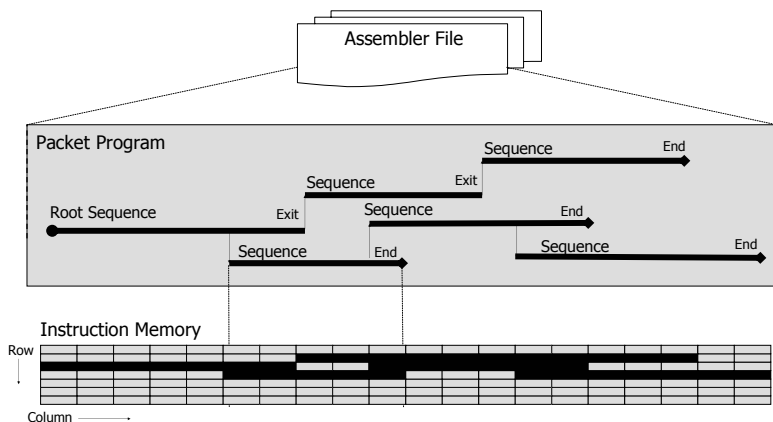 Assembler File
Packet Program
Sequence End
Sequence Exit
Root Sequence Exit Sequence End
Sequence End Sequence End
Instruction Memory
Row
Column